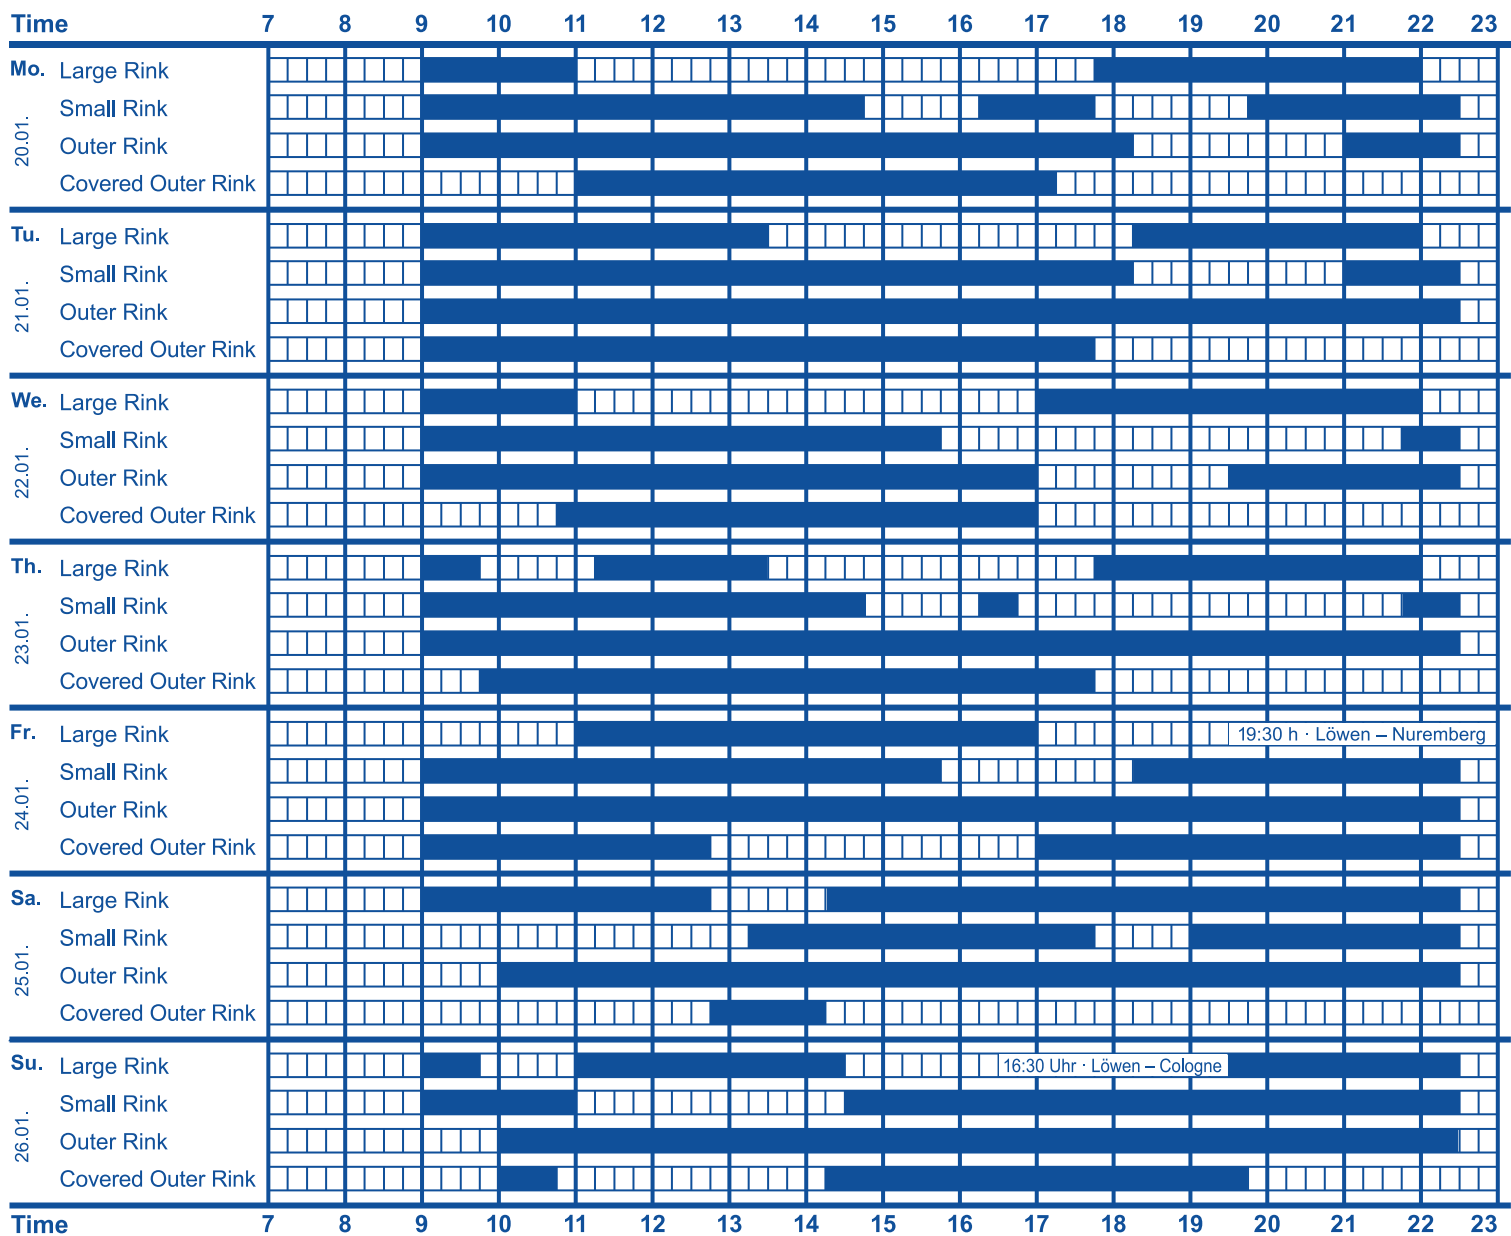 Time 7 8 9 10 11 12 13 14 15 16 17 18 19 20 21 22 23
Mo. Large Rink
Small Rink
20.01.
Outer Rink
Covered Outer Rink
Tu. Large Rink
Small Rink
21.01.
Outer Rink
Covered Outer Rink
We. Large Rink
Small Rink
22.01.
Outer Rink
Covered Outer Rink
Th. Large Rink
Small Rink
23.01.
Outer Rink
Covered Outer Rink
Fr. Large Rink 19:30 h · Löwen – Nuremberg
Small Rink
24.01.
Outer Rink
Covered Outer Rink
Sa. Large Rink
Small Rink
25.01.
Outer Rink
Covered Outer Rink
Su. Large Rink 16:30 Uhr · Löwen – Cologne
Small Rink
26.01.
Outer Rink
Covered Outer Rink
Time 7 8 9 10 11 12 13 14 15 16 17 18 19 20 21 22 23